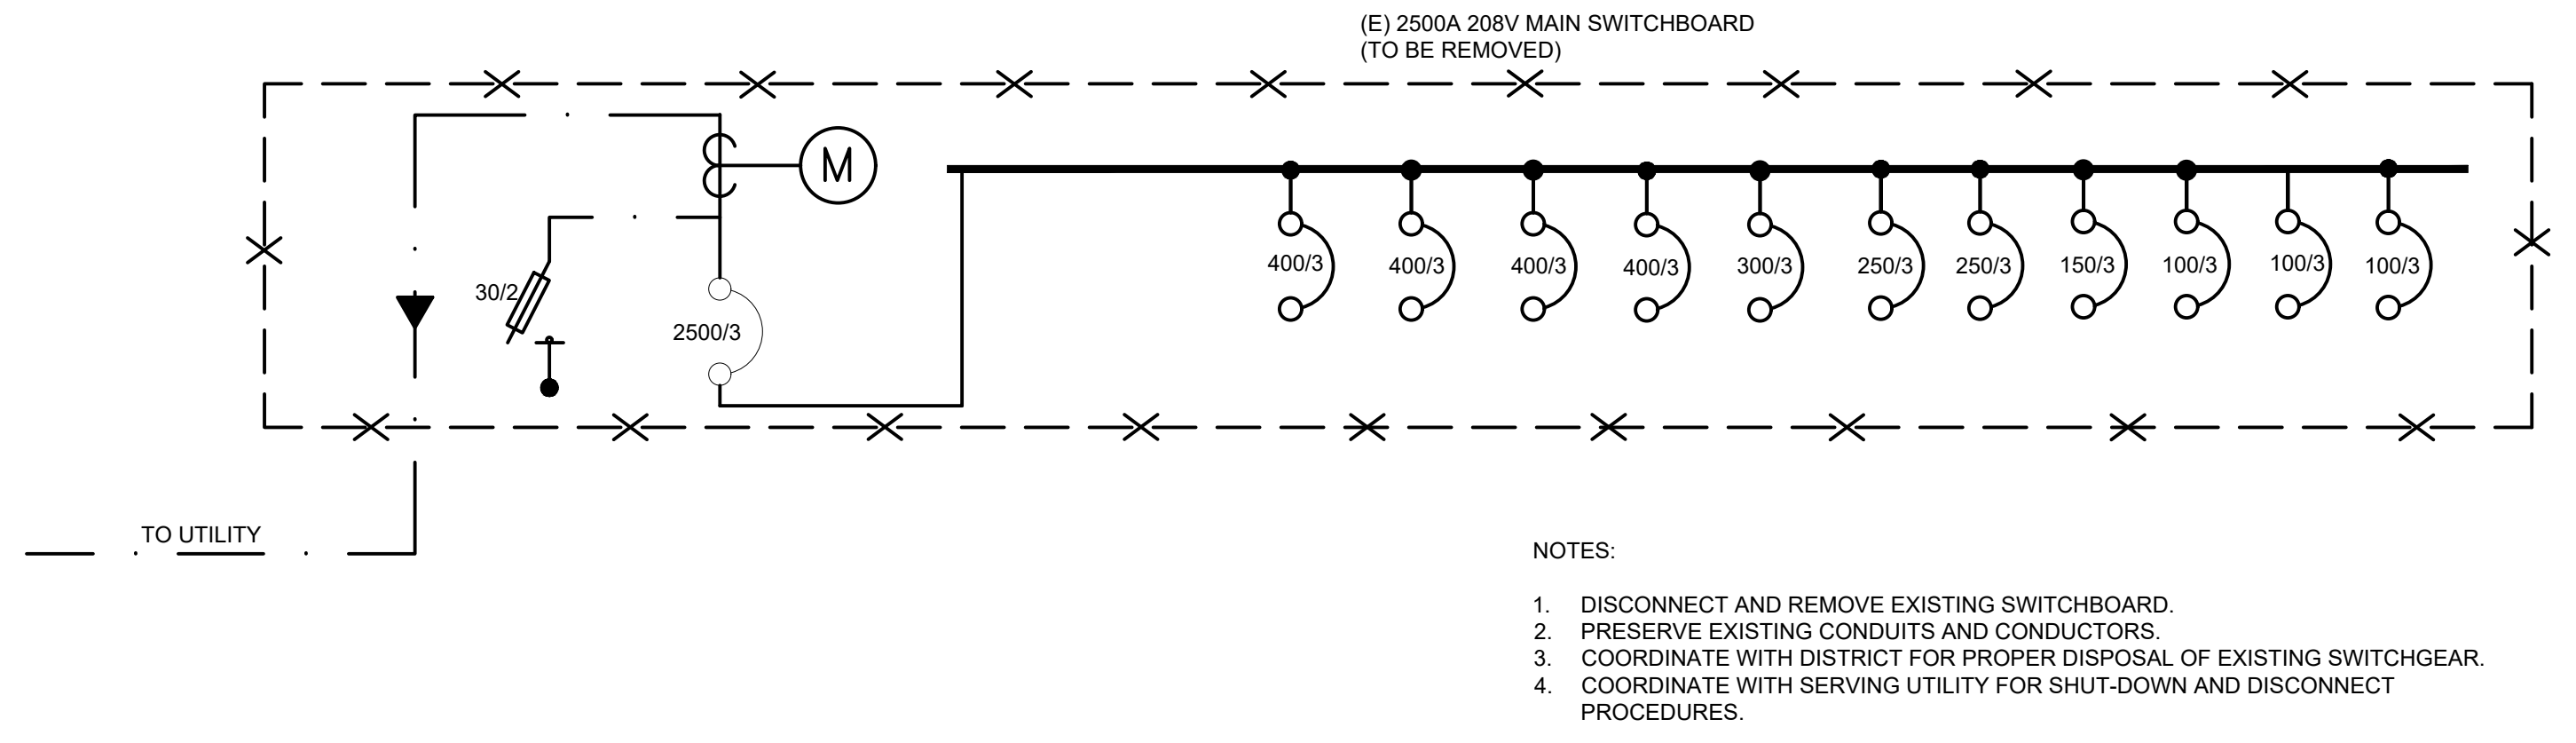 (E) 2500A 208V MAIN SWITCHBOARD
(TO BE REMOVED)
M
30/2
2500/3
400/3
400/3
400/3
400/3
300/3
250/3
250/3
150/3
100/3
100/3
100/3
TO UTILITY
NOTES:
1. DISCONNECT AND REMOVE EXISTING SWITCHBOARD.
2. PRESERVE EXISTING CONDUITS AND CONDUCTORS.
3. COORDINATE WITH DISTRICT FOR PROPER DISPOSAL OF EXISTING SWITCHGEAR.
4. COORDINATE WITH SERVING UTILITY FOR SHUT-DOWN AND DISCONNECT
PROCEDURES.